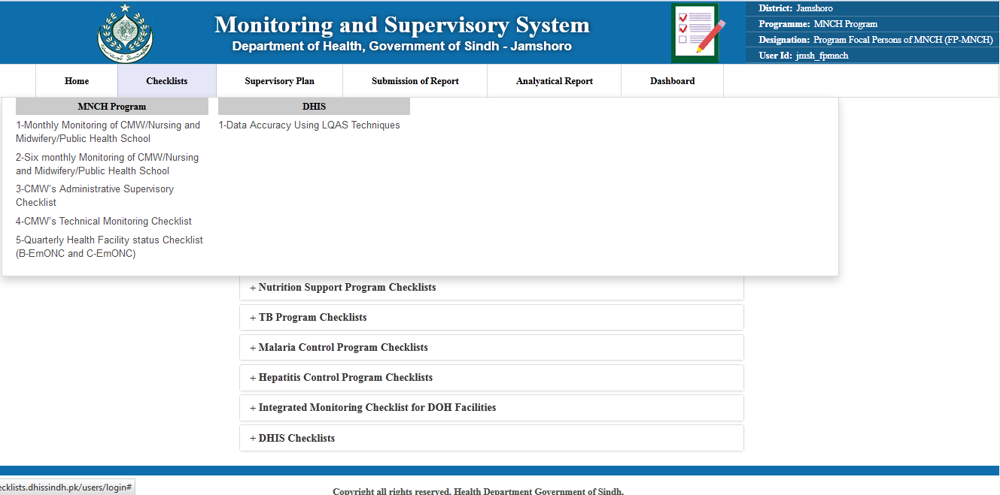 Monitoring and Supervisory System
Department of Health, Government of Sindh - Jamshoro
District: Jamshoro
Programme: MNCH Program
Designation: Program Focal Persons of MNCH (FP-MNCH)
User Id: jmsh_fpmnch
Home
Checklists
Supervisory Plan
Submission of Report
Analyatical Report
Dashboard
MNCH Program
1-Monthly Monitoring of CMW/Nursing and
Midwifery/Public Health School
2-Six monthly Monitoring of CMW/Nursing
and Midwifery/Public Health School
3-CMW's Administrative Supervisory
Checklist
4-CMW's Technical Monitoring Checklist
5-Quarterly Health Facility status Checklist
(B-EmONC and C-EmONC)
DHIS
1-Data Accuracy Using LQAS Techniques
+ Nutrition Support Program Checklists
+ TB Program Checklists
+ Malaria Control Program Checklists
+ Hepatitis Control Program Checklists
+ Integrated Monitoring Checklist for DOH Facilities
+ DHIS Checklists
ecklists.dhissindh.pk/users/login#
Copyright all rights reserved. Health Department Government of Sindh.